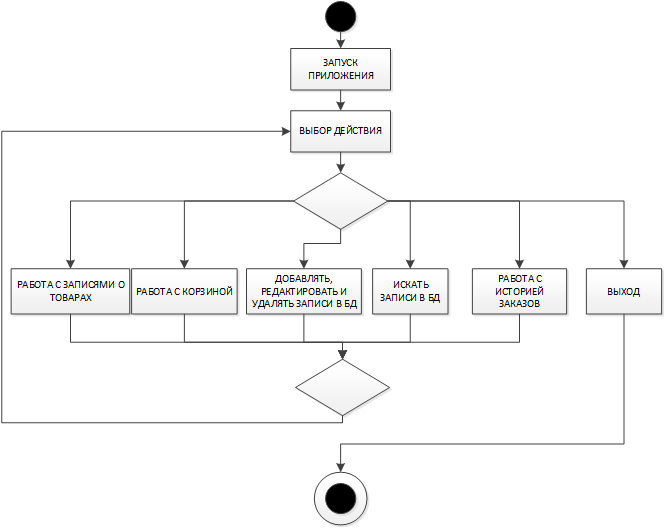 ЗАПУСК
ПРИЛОЖЕНИЯ
ВЫБОР ДЕЙСТВИЯ
РАБОТА С ЗАПИСЯМИ О
ТОВАРАХ
РАБОТА С КОРЗИНОЙ
ДОБАВЛЯТЬ,
РЕДАКТИРОВАТЬ И
УДАЛЯТЬ ЗАПИСИ В БД
ИСКАТЬ
ЗАПИСИ В БД
РАБОТА С
ИСТОРИЕЙ
ЗАКАЗОВ
ВЫХОД